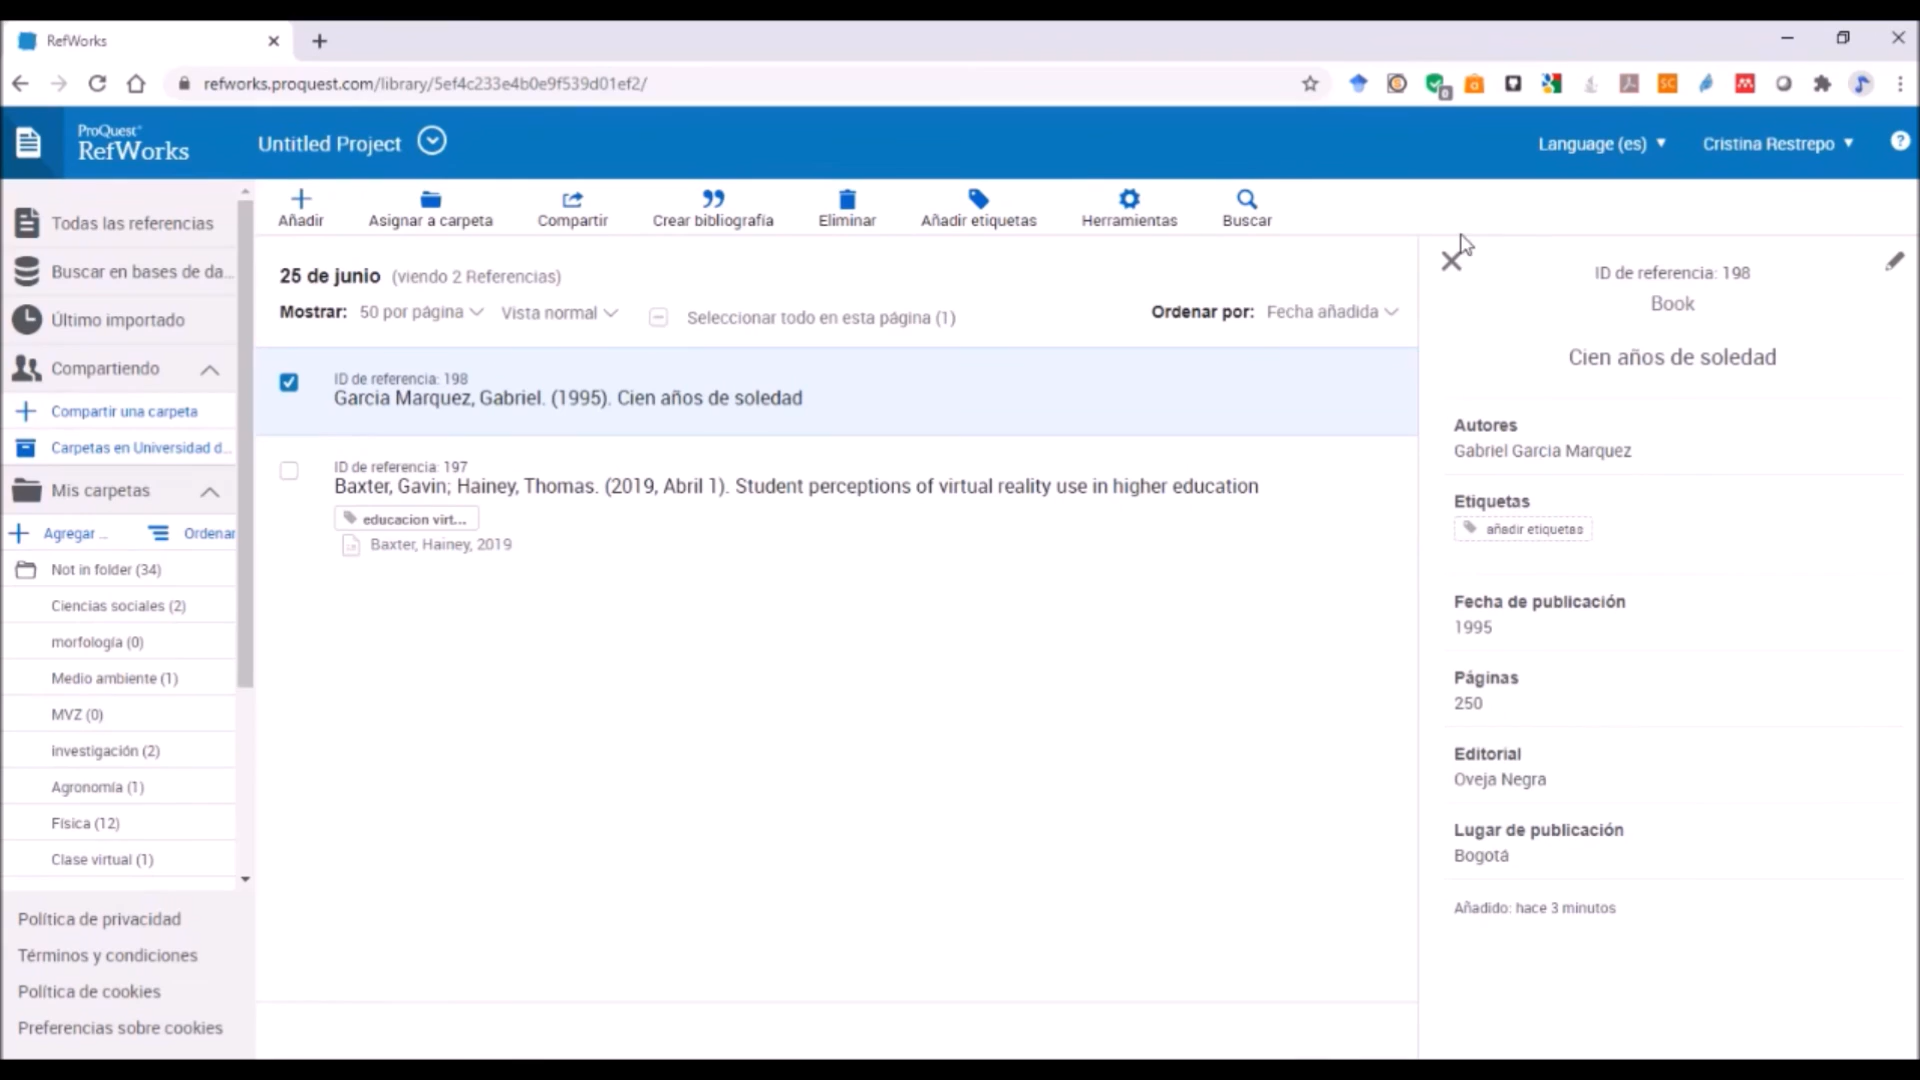 RefWorks
refworks.proquest.com/library/5ef4c233e4b0e9f539d01ef2/
ProQuest®
RefWorks
Untitled Project
Language (es)
Cristina Restrepo
Añadir
Asignar a carpeta
Compartir
Crear bibliografía
Eliminar
Añadir etiquetas
Herramientas
Buscar
Todas las referencias
Buscar en bases de da...
Último importado
Compartiendo
Compartir una carpeta
Carpetas en Universidad d...
Mis carpetas
Agregar ...
Ordenar
Not in folder (34)
Ciencias sociales (2)
morfología (0)
Medio ambiente (1)
MVZ (0)
investigación (2)
Agronomía (1)
Física (12)
Clase virtual (1)
Política de privacidad
Términos y condiciones
Política de cookies
Preferencias sobre cookies
25 de junio (viendo 2 Referencias)
Mostrar: 50 por página Vista normal Seleccionar todo en esta página (1) Ordenar por: Fecha añadida
ID de referencia: 198
Garcia Marquez, Gabriel. (1995). Cien años de soledad
ID de referencia: 197
Baxter, Gavin; Hainey, Thomas. (2019, Abril 1). Student perceptions of virtual reality use in higher education
educacion virt...
Baxter, Hainey, 2019
ID de referencia: 198
Book
Cien años de soledad
Autores
Gabriel Garcia Marquez
Etiquetas
añadir etiquetas
Fecha de publicación
1995
Páginas
250
Editorial
Oveja Negra
Lugar de publicación
Bogotá
Añadido: hace 3 minutos